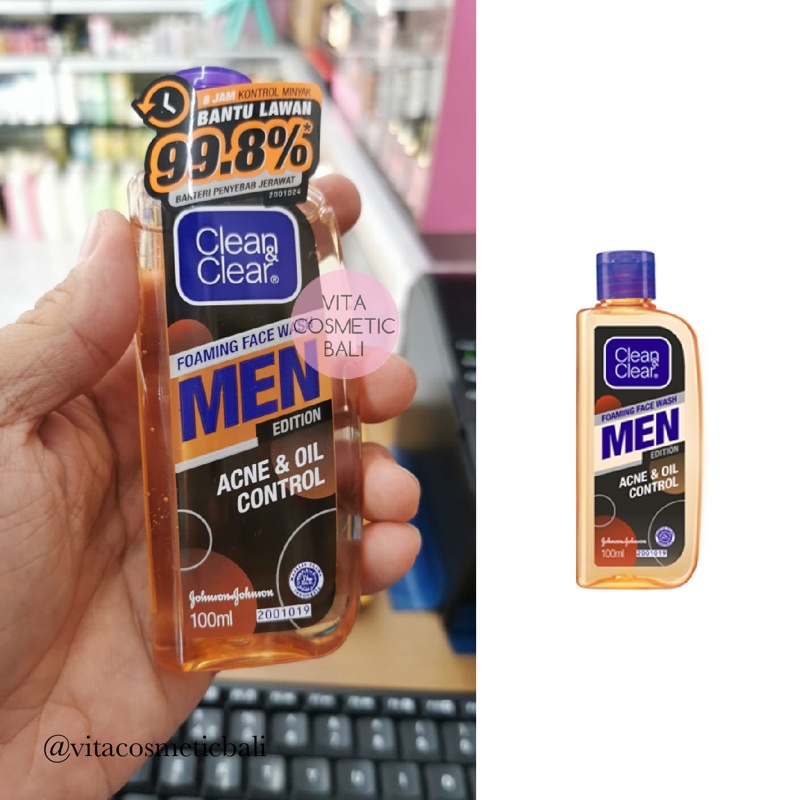 8 JAM KONTROL MINYAK
BANTU LAWAN
99.8%*
BAKTERI PENYEBAB JERAWAT
2001024
Clean
&
Clear®
FOAMING FACE WASH
MEN
EDITION
ACNE & OIL
CONTROL
Johnson&Johnson
100ml
2001019
VITA
COSMETIC
BALI
@vitacosmeticbali
Clean
&
Clear®
FOAMING FACE WASH
MEN
EDITION
ACNE & OIL
CONTROL
Johnson&Johnson
100ml
2001019